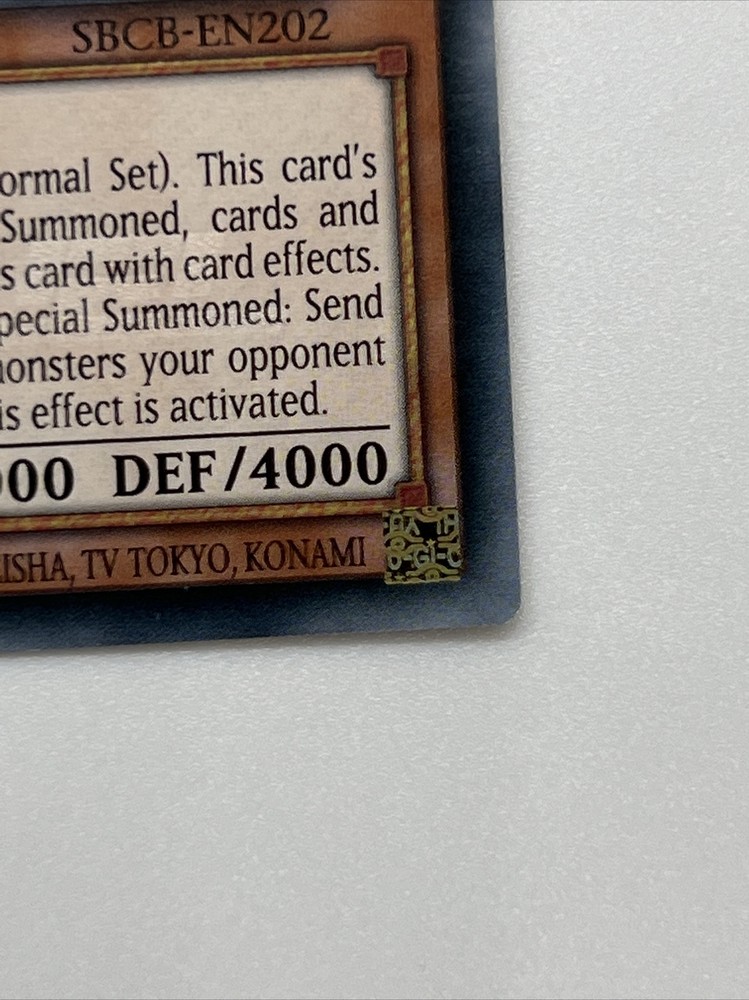 SBCB-EN202
ormal Set). This card's
Summoned, cards and
s card with card effects.
pecial Summoned: Send
onsters your opponent
is effect is activated.
00 DEF/4000
ISHA, TV TOKYO, KONAMI